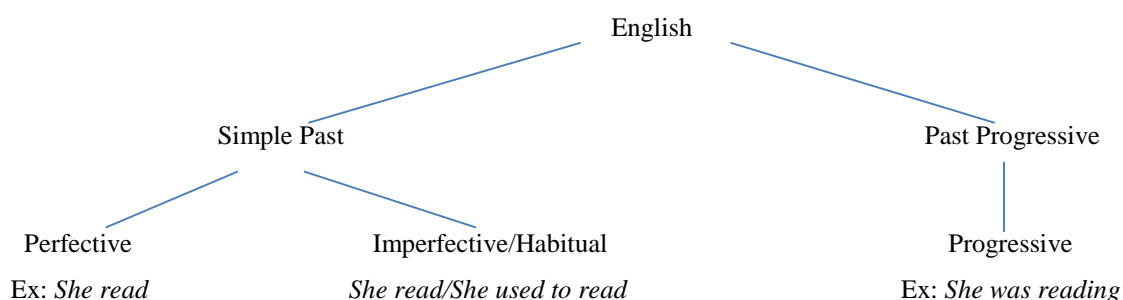 English
Simple Past Past Progressive
Perfective Imperfective/Habitual Progressive
Ex: She read She read/She used to read Ex: She was reading